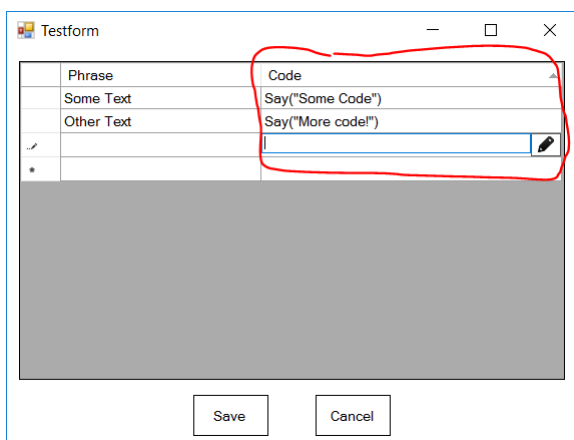 Testform
Phrase Code
Some Text Say("Some Code")
Other Text Say("More code!")
*
Save Cancel